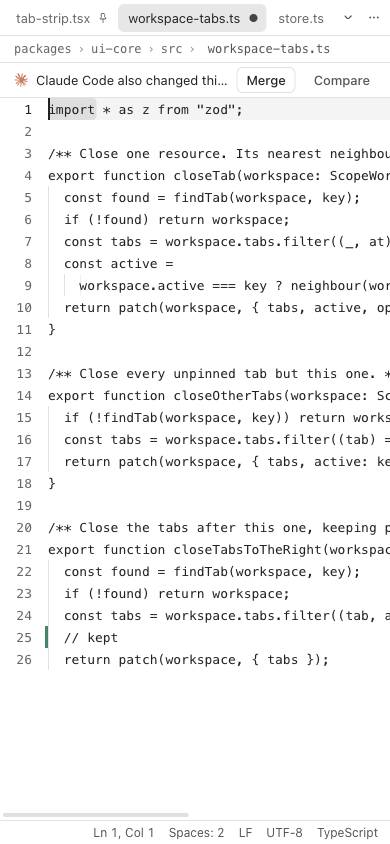 tab-strip.tsx workspace-tabs.ts store.ts ...
packages › ui-core › src › workspace-tabs.ts
Claude Code also changed thi... Merge Compare
1 import * as z from "zod";
2
3 /** Close one resource. Its nearest neighbou
4 export function closeTab(workspace: ScopeWor
5 const found = findTab(workspace, key);
6 if (!found) return workspace;
7 const tabs = workspace.tabs.filter((_, at)
8 const active =
9 workspace.active === key ? neighbour(wor
10 return patch(workspace, { tabs, active, op
11 }
12
13 /** Close every unpinned tab but this one. *
14 export function closeOtherTabs(workspace: Sc
15 if (!findTab(workspace, key)) return works
16 const tabs = workspace.tabs.filter((tab) =
17 return patch(workspace, { tabs, active: ke
18 }
19
20 /** Close the tabs after this one, keeping p
21 export function closeTabsToTheRight(workspac
22 const found = findTab(workspace, key);
23 if (!found) return workspace;
24 const tabs = workspace.tabs.filter((tab, a
25 // kept
26 return patch(workspace, { tabs });
Ln 1, Col 1 Spaces: 2 LF UTF-8 TypeScript